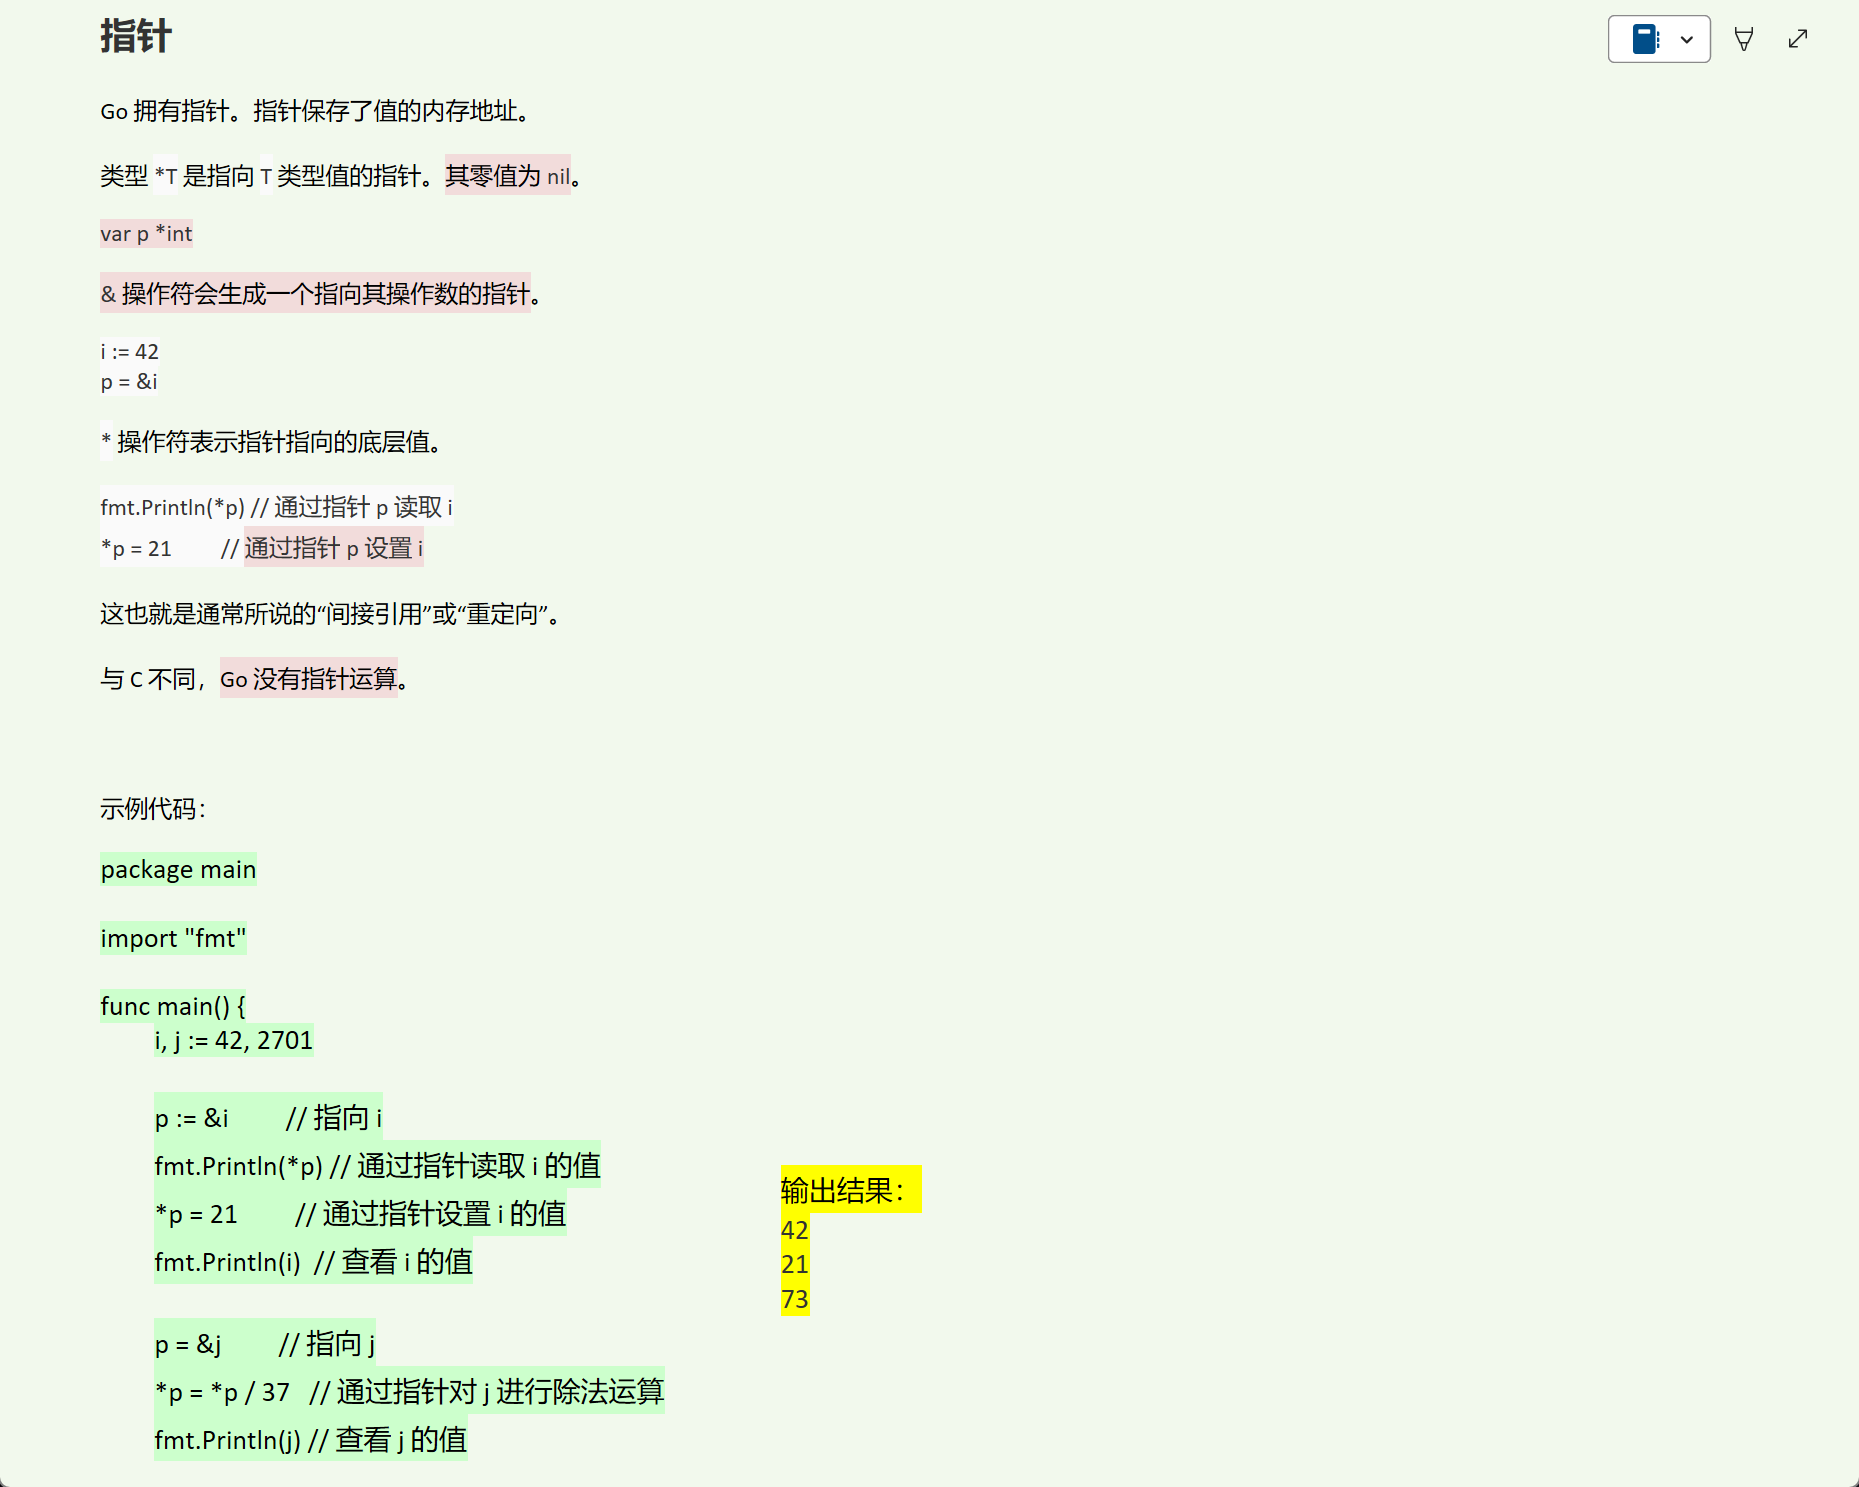 指针
Go 拥有指针。指针保存了值的内存地址。
类型 *T 是指向 T 类型值的指针。其零值为 nil。
var p *int
& 操作符会生成一个指向其操作数的指针。
i := 42
p = &i
* 操作符表示指针指向的底层值。
fmt.Println(*p) // 通过指针 p 读取 i
*p = 21 // 通过指针 p 设置 i
这也就是通常所说的“间接引用”或“重定向”。
与 C 不同，Go 没有指针运算。
示例代码：
package main
import "fmt"
func main() {
i, j := 42, 2701
p := &i // 指向 i
fmt.Println(*p) // 通过指针读取 i 的值
*p = 21 // 通过指针设置 i 的值
fmt.Println(i) // 查看 i 的值
p = &j // 指向 j
*p = *p / 37 // 通过指针对 j 进行除法运算
fmt.Println(j) // 查看 j 的值
输出结果：
42
21
73